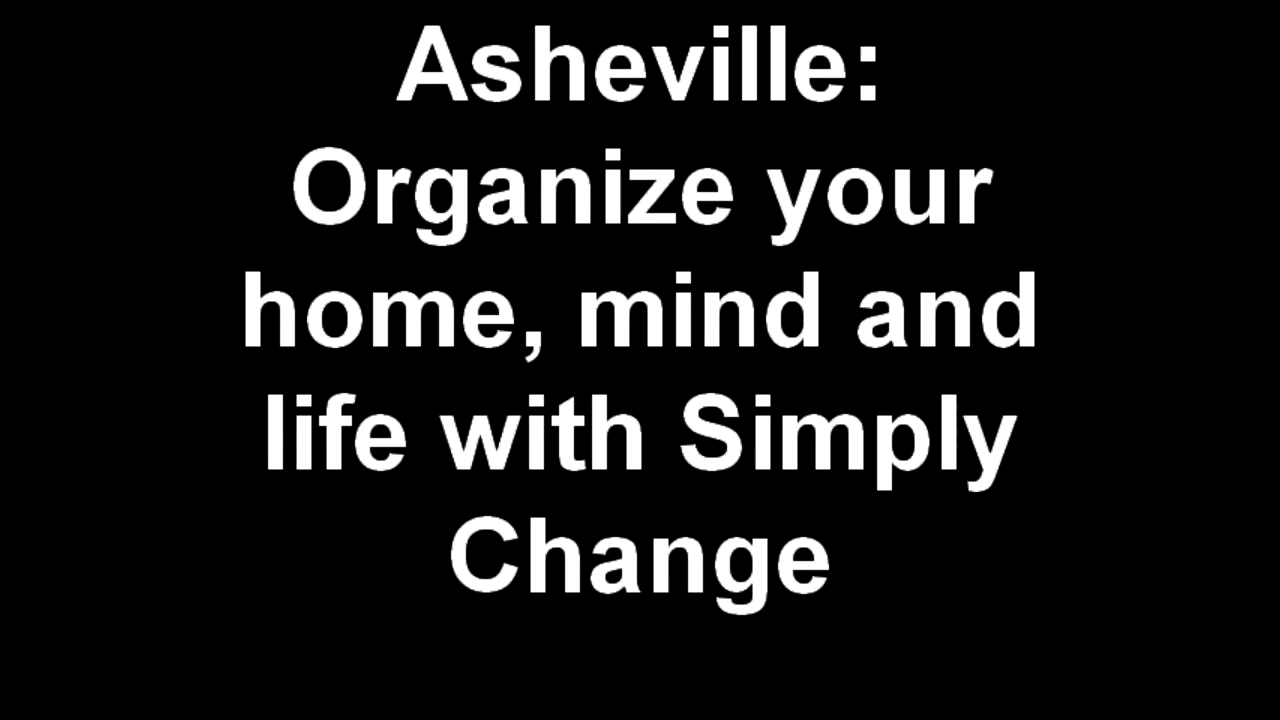 Asheville:
Organize your
home, mind and
life with Simply
Change